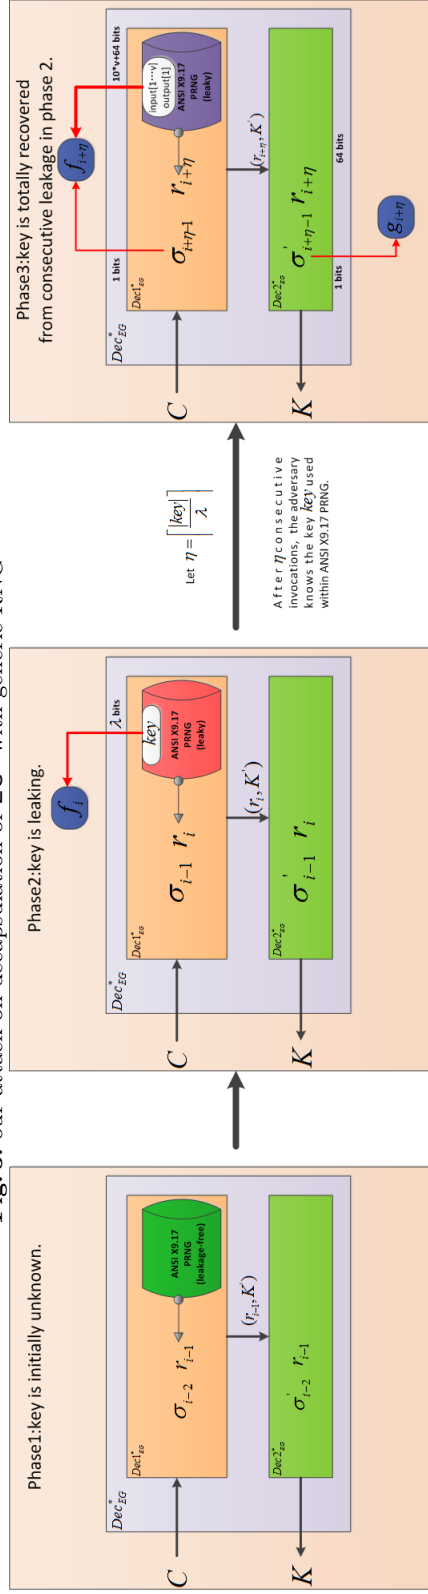 Fig. 3. our attack on decapsulation of EG* with generic RNG
Phase1:key is initially unknown.
Dec*EG
Dec1*EG
ANSI X9.17
PRNG
(leakage-free)
σi−2 ri−1
C
(ri−1,K')
Dec2*EG
σ'i−2 ri−1
K
Phase2:key is leaking.
fi
λ bits
Dec*EG
Dec1*EG
key
ANSI X9.17
PRNG
(leaky)
σi−1 ri
C
(ri,K')
Dec2*EG
σ'i−1 ri
K
Let η = ⌈|key|/λ⌉
After η consecutive
invocations, the adversary
knows the key key used
within ANSI X9.17 PRNG.
Phase3:key is totally recovered
from consecutive leakage in phase 2.
fi+η
1 bits
10*v+64 bits
Dec*EG
Dec1*EG
input[1···v]
output[1]
ANSI X9.17
PRNG
(leaky)
σi+η−1 ri+η
C
(ri+η,K')
Dec2*EG
σ'i+η−1 ri+η
K
1 bits
64 bits
gi+η